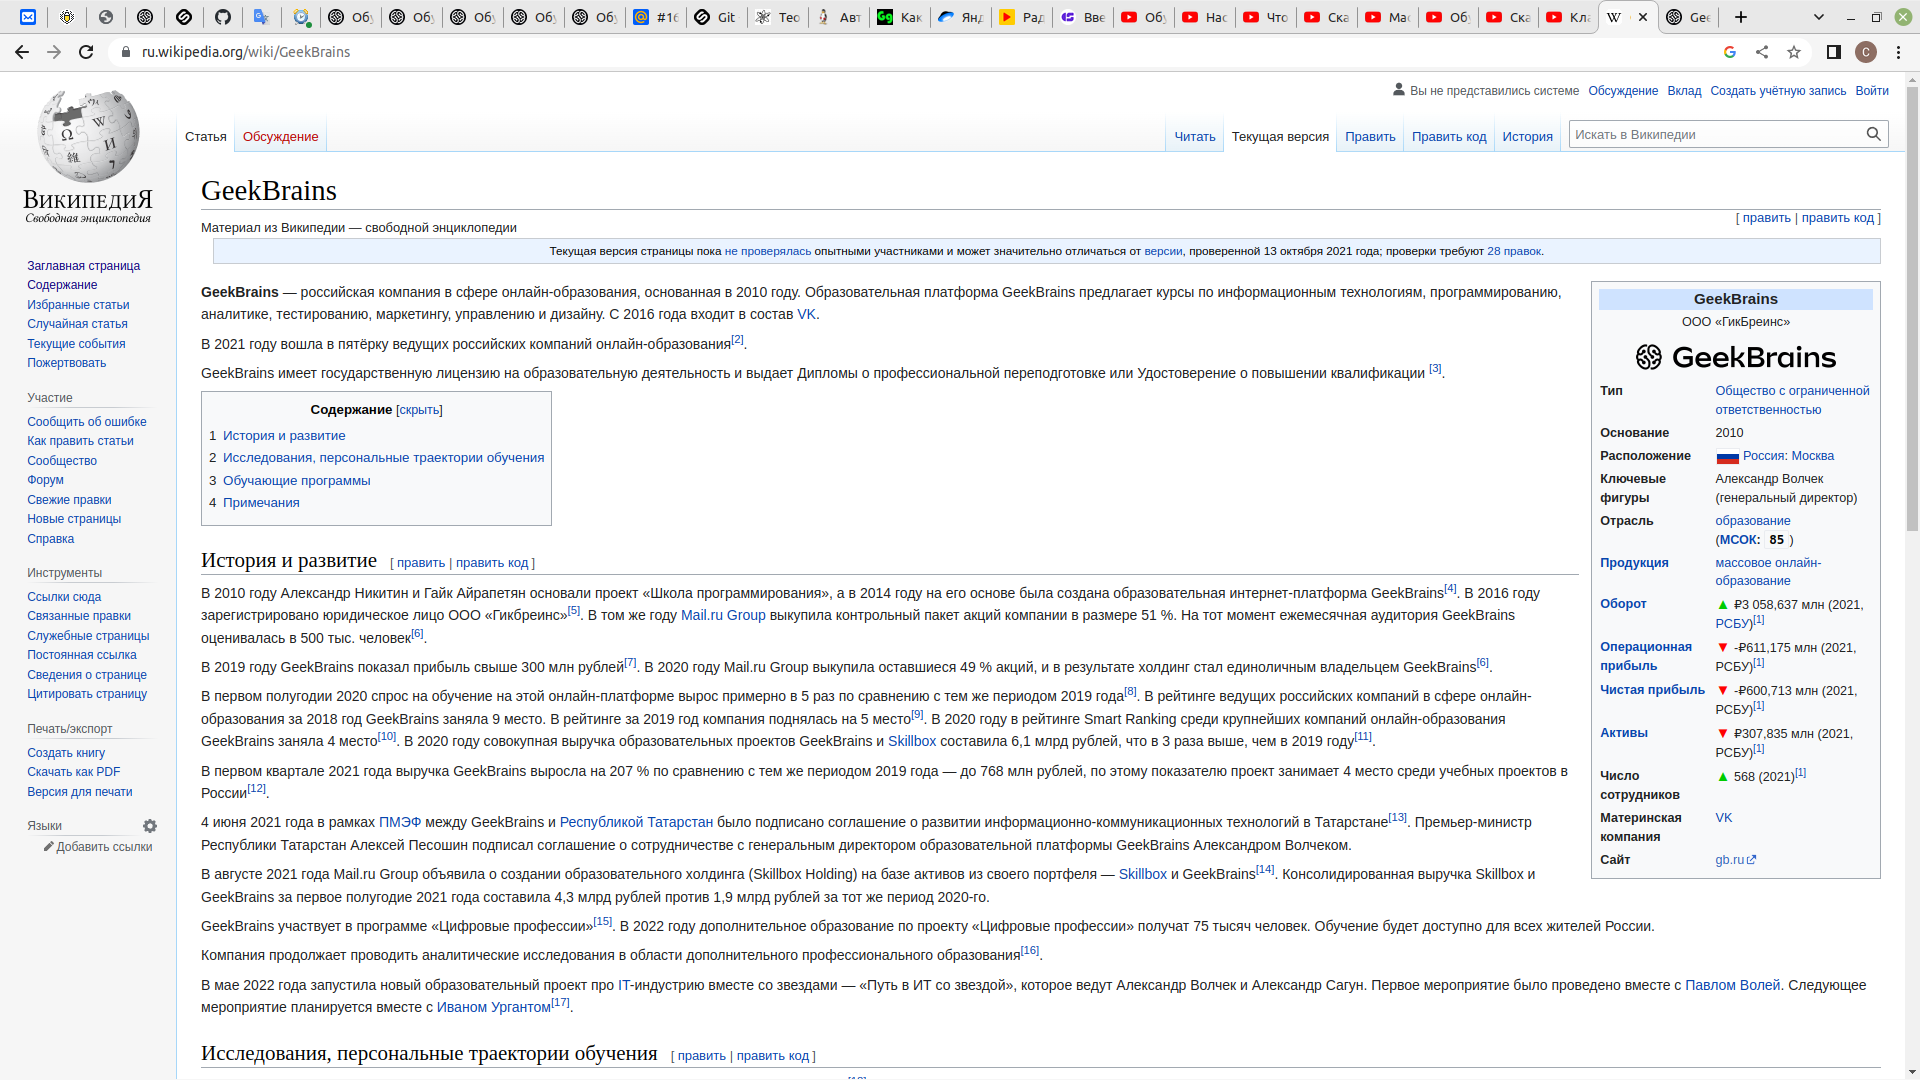 Обу
Обу
Обу
Обу
Обу
#16
Git
Тео
Авт
Как
Янд
Рад
Вве
Обу
Нас
Что
Ска
Мас
Обу
Ска
Кла
Gee
ru.wikipedia.org/wiki/GeekBrains
C
Вы не представились системе Обсуждение Вклад Создать учётную запись Войти
Статья Обсуждение Читать Текущая версия Править Править код История Искать в Википедии
ВикипедиЯ
Свободная энциклопедия
Заглавная страница
Содержание
Избранные статьи
Случайная статья
Текущие события
Пожертвовать
Участие
Сообщить об ошибке
Как править статьи
Сообщество
Форум
Свежие правки
Новые страницы
Справка
Инструменты
Ссылки сюда
Связанные правки
Служебные страницы
Постоянная ссылка
Сведения о странице
Цитировать страницу
Печать/экспорт
Создать книгу
Скачать как PDF
Версия для печати
Языки
Добавить ссылки
GeekBrains
[ править | править код ]
Материал из Википедии — свободной энциклопедии
Текущая версия страницы пока не проверялась опытными участниками и может значительно отличаться от версии, проверенной 13 октября 2021 года; проверки требуют 28 правок.
GeekBrains — российская компания в сфере онлайн-образования, основанная в 2010 году. Образовательная платформа GeekBrains предлагает курсы по информационным технологиям, программированию,
аналитике, тестированию, маркетингу, управлению и дизайну. С 2016 года входит в состав VK.
В 2021 году вошла в пятёрку ведущих российских компаний онлайн-образования[2].
GeekBrains имеет государственную лицензию на образовательную деятельность и выдает Дипломы о профессиональной переподготовке или Удостоверение о повышении квалификации [3].
Содержание [скрыть]
1 История и развитие
2 Исследования, персональные траектории обучения
3 Обучающие программы
4 Примечания
История и развитие [ править | править код ]
В 2010 году Александр Никитин и Гайк Айрапетян основали проект «Школа программирования», а в 2014 году на его основе была создана образовательная интернет-платформа GeekBrains[4]. В 2016 году
зарегистрировано юридическое лицо ООО «Гикбреинс»[5]. В том же году Mail.ru Group выкупила контрольный пакет акций компании в размере 51 %. На тот момент ежемесячная аудитория GeekBrains
оценивалась в 500 тыс. человек[6].
В 2019 году GeekBrains показал прибыль свыше 300 млн рублей[7]. В 2020 году Mail.ru Group выкупила оставшиеся 49 % акций, и в результате холдинг стал единоличным владельцем GeekBrains[6].
В первом полугодии 2020 спрос на обучение на этой онлайн-платформе вырос примерно в 5 раз по сравнению с тем же периодом 2019 года[8]. В рейтинге ведущих российских компаний в сфере онлайн-
образования за 2018 год GeekBrains заняла 9 место. В рейтинге за 2019 год компания поднялась на 5 место[9]. В 2020 году в рейтинге Smart Ranking среди крупнейших компаний онлайн-образования
GeekBrains заняла 4 место[10]. В 2020 году совокупная выручка образовательных проектов GeekBrains и Skillbox составила 6,1 млрд рублей, что в 3 раза выше, чем в 2019 году[11].
В первом квартале 2021 года выручка GeekBrains выросла на 207 % по сравнению с тем же периодом 2019 года — до 768 млн рублей, по этому показателю проект занимает 4 место среди учебных проектов в
России[12].
4 июня 2021 года в рамках ПМЭФ между GeekBrains и Республикой Татарстан было подписано соглашение о развитии информационно-коммуникационных технологий в Татарстане[13]. Премьер-министр
Республики Татарстан Алексей Песошин подписал соглашение о сотрудничестве с генеральным директором образовательной платформы GeekBrains Александром Волчеком.
В августе 2021 года Mail.ru Group объявила о создании образовательного холдинга (Skillbox Holding) на базе активов из своего портфеля — Skillbox и GeekBrains[14]. Консолидированная выручка Skillbox и
GeekBrains за первое полугодие 2021 года составила 4,3 млрд рублей против 1,9 млрд рублей за тот же период 2020-го.
GeekBrains участвует в программе «Цифровые профессии»[15]. В 2022 году дополнительное образование по проекту «Цифровые профессии» получат 75 тысяч человек. Обучение будет доступно для всех жителей России.
Компания продолжает проводить аналитические исследования в области дополнительного профессионального образования[16].
В мае 2022 года запустила новый образовательный проект про IT-индустрию вместе со звездами — «Путь в ИТ со звездой», которое ведут Александр Волчек и Александр Сагун. Первое мероприятие было проведено вместе с Павлом Волей. Следующее
мероприятие планируется вместе с Иваном Ургантом[17].
Исследования, персональные траектории обучения [ править | править код ]
GeekBrains
ООО «ГикБреинс»
GeekBrains
Тип Общество с ограниченной
ответственностью
Основание 2010
Расположение Россия: Москва
Ключевые Александр Волчек
фигуры (генеральный директор)
Отрасль образование
(МСОК: 85 )
Продукция массовое онлайн-
образование
Оборот ▲ ₽3 058,637 млн (2021,
РСБУ)[1]
Операционная ▼ -₽611,175 млн (2021,
прибыль РСБУ)[1]
Чистая прибыль ▼ -₽600,713 млн (2021,
РСБУ)[1]
Активы ▼ ₽307,835 млн (2021,
РСБУ)[1]
Число ▲ 568 (2021)[1]
сотрудников
Материнская VK
компания
Сайт gb.ru